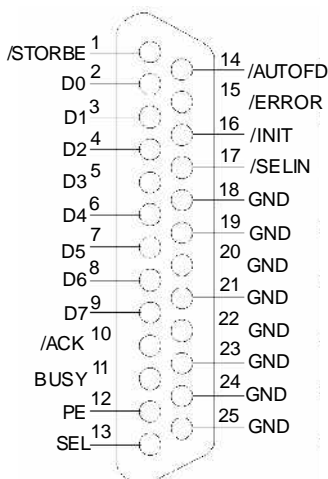 /STORBE 1
D0 2
D1 3
D2 4
D3 5
D4 6
D5 7
D6 8
D7 9
/ACK 10
BUSY 11
PE 12
SEL 13
14 /AUTOFD
15 /ERROR
16 /INIT
17 /SELIN
18 GND
19 GND
20 GND
21 GND
22 GND
23 GND
24 GND
25 GND